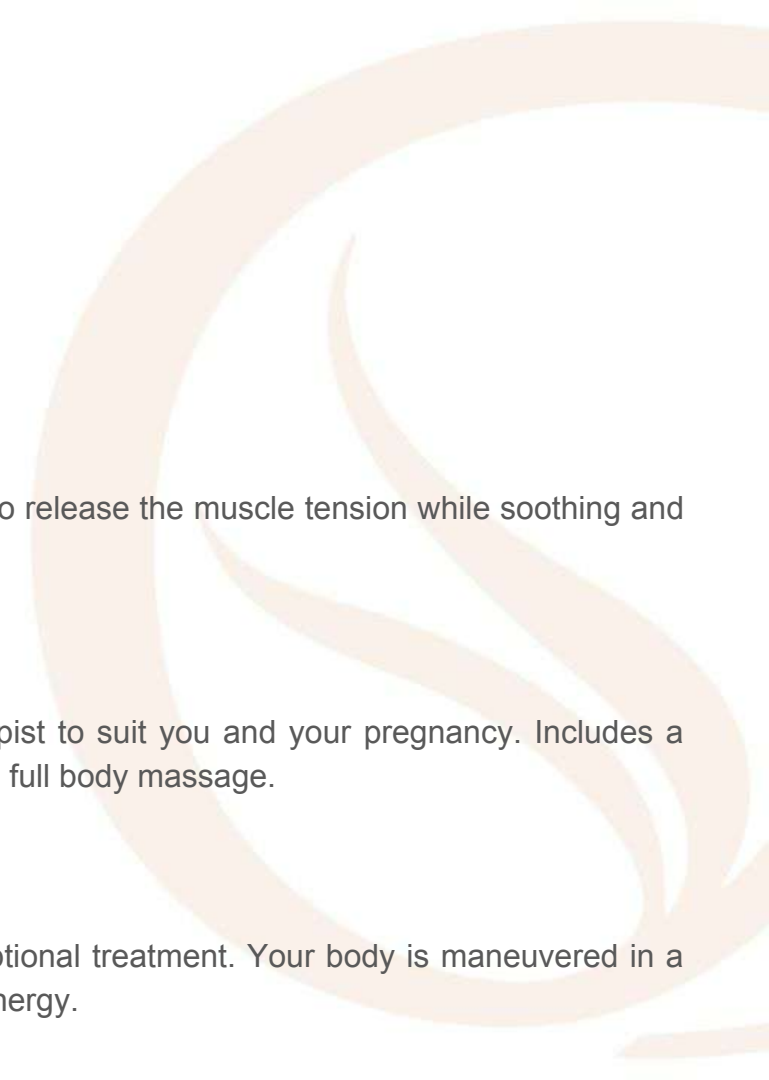 o release the muscle tension while soothing and
pist to suit you and your pregnancy. Includes a
full body massage.
ptional treatment. Your body is maneuvered in a
nergy.